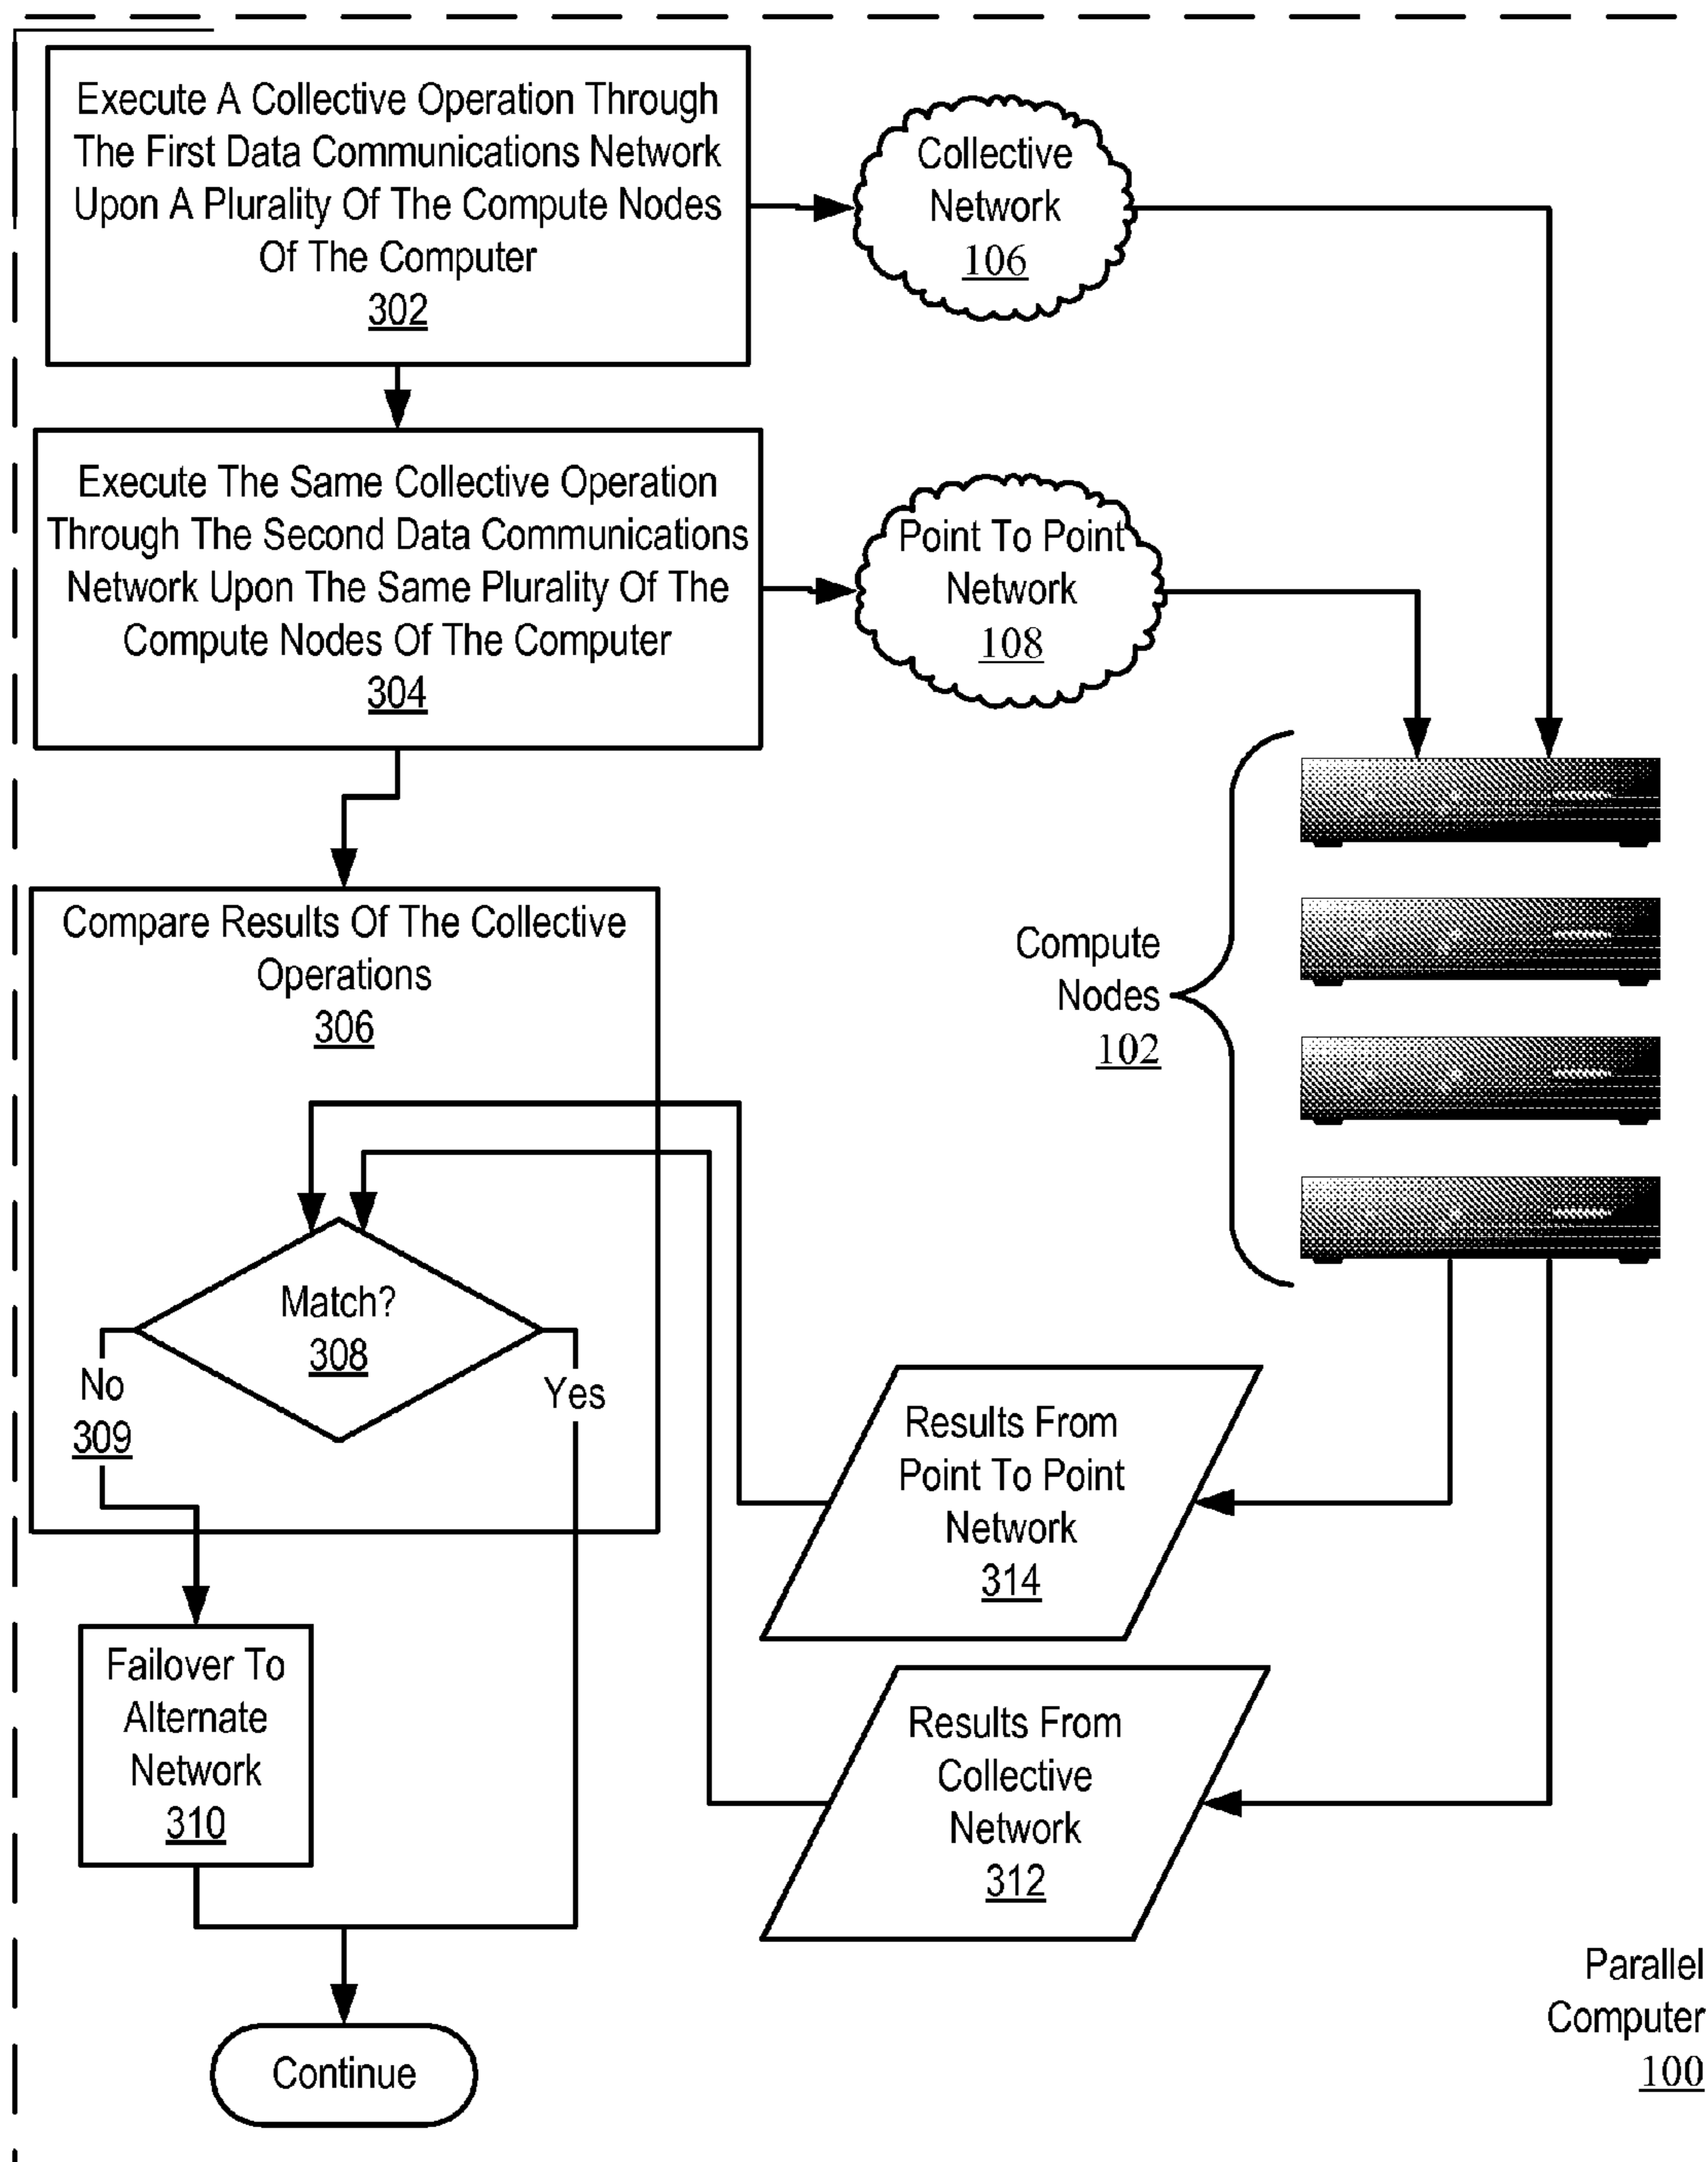 Execute A Collective Operation Through
The First Data Communications Network
Upon A Plurality Of The Compute Nodes
Of The Computer
302
Collective
Network
106
Execute The Same Collective Operation
Through The Second Data Communications
Network Upon The Same Plurality Of The
Compute Nodes Of The Computer
304
Point To Point
Network
108
Compare Results Of The Collective
Operations
306
Compute
Nodes
102
Match?
308
No
309
Yes
Results From
Point To Point
Network
314
Failover To
Alternate
Network
310
Results From
Collective
Network
312
Continue
Parallel
Computer
100